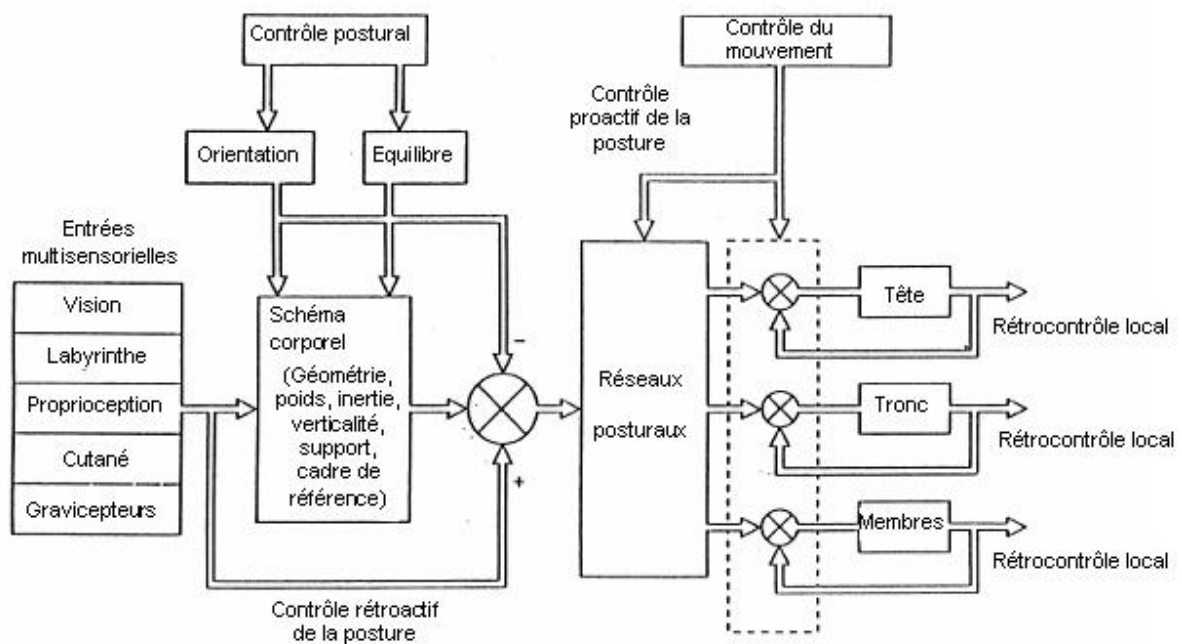 Contrôle postural
Contrôle du
mouvement
Contrôle
proactif de la
posture
Orientation
Equilibre
Entrées
multisensorielles
Vision
Labyrinthe
Proprioception
Cutané
Gravicepteurs
Schéma
corporel
(Géométrie,
poids, inertie,
verticalité,
support,
cadre de
référence)
−
+
Contrôle rétroactif
de la posture
Réseaux
posturaux
Tête
Rétrocontrôle local
Tronc
Rétrocontrôle local
Membres
Rétrocontrôle local